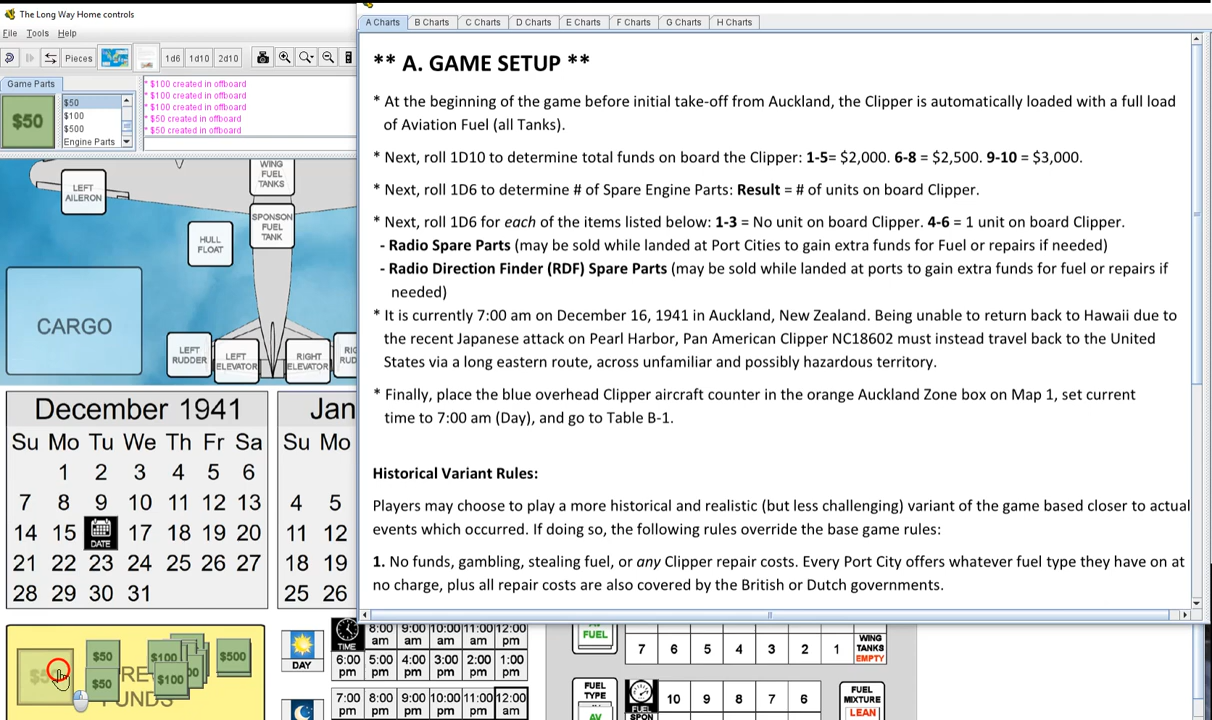 The Long Way Home controls
File Tools Help
Pieces 1d6 1d10 2d10
Game Parts
$50
$50
$100
$500
Engine Parts
* $100 created in offboard
* $100 created in offboard
* $100 created in offboard
* $50 created in offboard
* $50 created in offboard
A Charts B Charts C Charts D Charts E Charts F Charts G Charts H Charts
** A. GAME SETUP **
* At the beginning of the game before initial take-off from Auckland, the Clipper is automatically loaded with a full load
of Aviation Fuel (all Tanks).
* Next, roll 1D10 to determine total funds on board the Clipper: 1-5= $2,000. 6-8 = $2,500. 9-10 = $3,000.
* Next, roll 1D6 to determine # of Spare Engine Parts: Result = # of units on board Clipper.
* Next, roll 1D6 for each of the items listed below: 1-3 = No unit on board Clipper. 4-6 = 1 unit on board Clipper.
- Radio Spare Parts (may be sold while landed at Port Cities to gain extra funds for Fuel or repairs if needed)
- Radio Direction Finder (RDF) Spare Parts (may be sold while landed at ports to gain extra funds for fuel or repairs if
needed)
* It is currently 7:00 am on December 16, 1941 in Auckland, New Zealand. Being unable to return back to Hawaii due to
the recent Japanese attack on Pearl Harbor, Pan American Clipper NC18602 must instead travel back to the United
States via a long eastern route, across unfamiliar and possibly hazardous territory.
* Finally, place the blue overhead Clipper aircraft counter in the orange Auckland Zone box on Map 1, set current
time to 7:00 am (Day), and go to Table B-1.
Historical Variant Rules:
Players may choose to play a more historical and realistic (but less challenging) variant of the game based closer to actual
events which occurred. If doing so, the following rules override the base game rules:
1. No funds, gambling, stealing fuel, or any Clipper repair costs. Every Port City offers whatever fuel type they have on at
no charge, plus all repair costs are also covered by the British or Dutch governments.
LEFT
AILERON
WING
FUEL
TANKS
SPONSON
FUEL
TANK
HULL
FLOAT
CARGO
LEFT
RUDDER
LEFT
ELEVATOR
RIGHT
ELEVATOR
December 1941
Su Mo Tu We Th Fr Sa
1 2 3 4 5 6
7 8 9 10 11 12 13
14 15 DATE 17 18 19 20
21 22 23 24 25 26 27
28 29 30 31
Jan
Su Mo
4 5
11 12
18 19
25 26
$50 $100 $500
$50 $100
FUNDS
DAY
TIME 8:00 am 9:00 am 10:00 am 11:00 am 12:00 pm
6:00 pm 5:00 pm 4:00 pm 3:00 pm 2:00 pm 1:00 pm
7:00 pm 8:00 pm 9:00 pm 10:00 pm 11:00 pm 12:00 am
FUEL
7 6 5 4 3 2 1
WING
TANKS
EMPTY
FUEL
TYPE
AV
FUEL
SPON
10 9 8 7 6
FUEL
MIXTURE
LEAN